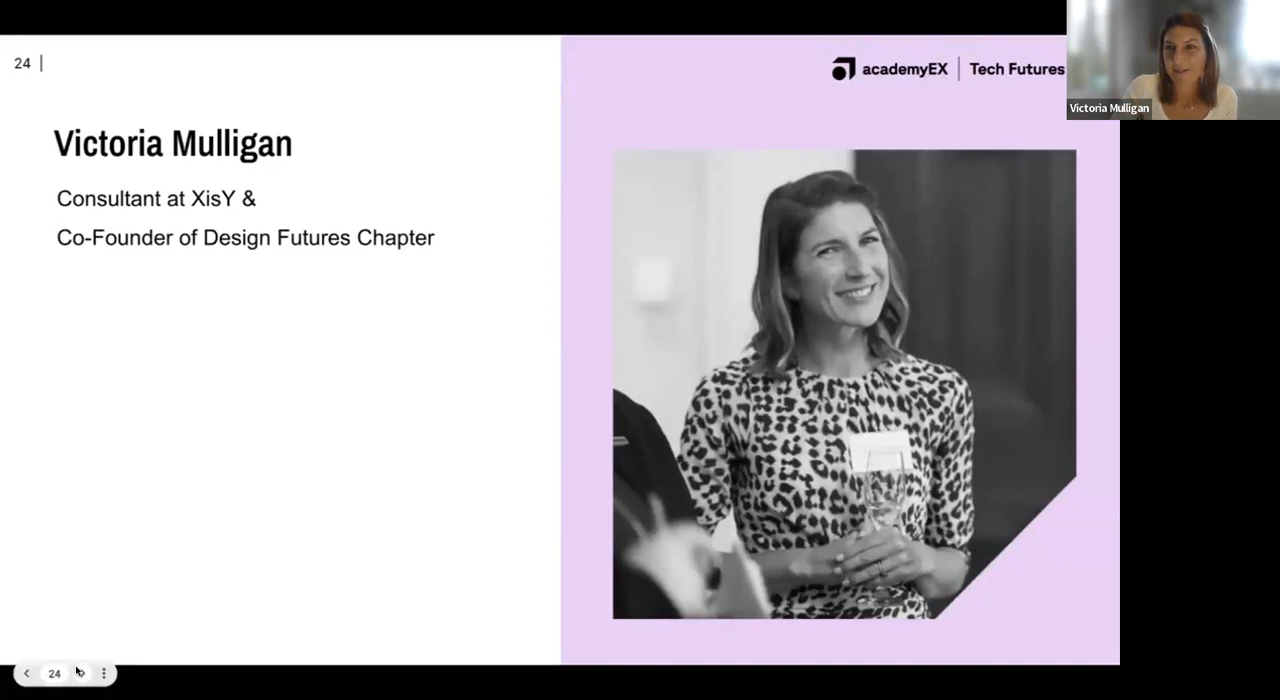 24
academyEX | Tech Futures
Victoria Mulligan
Victoria Mulligan
Consultant at XisY &
Co-Founder of Design Futures Chapter
24